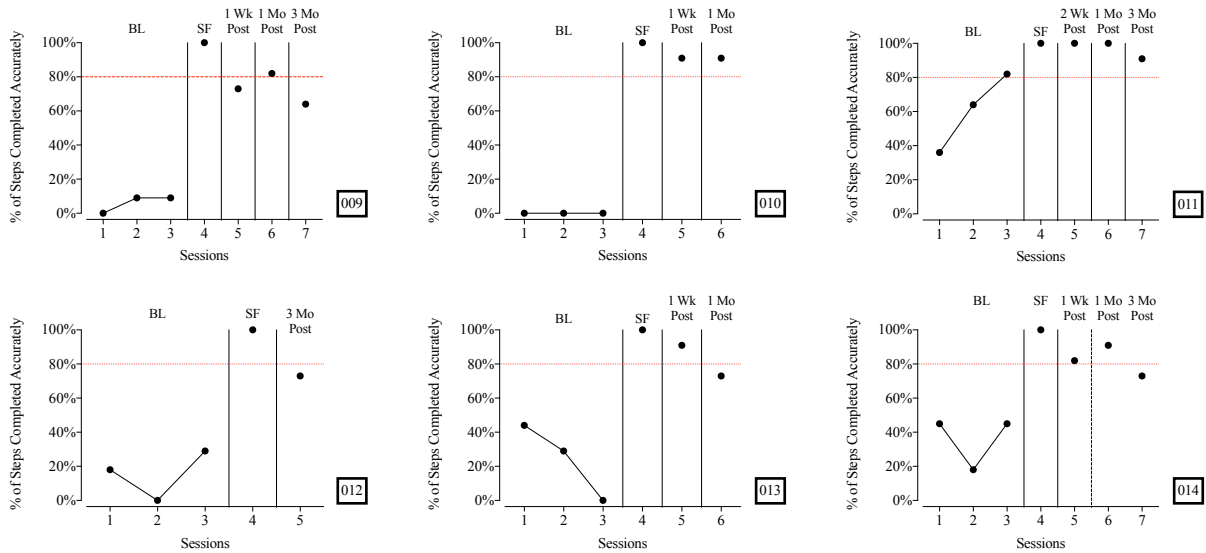 BL SF 1 Wk Post 1 Mo Post 3 Mo Post
% of Steps Completed Accurately
100%
80%
60%
40%
20%
0%
1 2 3 4 5 6 7
Sessions
009
BL SF 1 Wk Post 1 Mo Post
% of Steps Completed Accurately
100%
80%
60%
40%
20%
0%
1 2 3 4 5 6
Sessions
010
BL SF 2 Wk Post 1 Mo Post 3 Mo Post
% of Steps Completed Accurately
100%
80%
60%
40%
20%
0%
1 2 3 4 5 6 7
Sessions
011
BL SF 3 Mo Post
% of Steps Completed Accurately
100%
80%
60%
40%
20%
0%
1 2 3 4 5
Sessions
012
BL SF 1 Wk Post 1 Mo Post
% of Steps Completed Accurately
100%
80%
60%
40%
20%
0%
1 2 3 4 5 6
Sessions
013
BL SF 1 Wk Post 1 Mo Post 3 Mo Post
% of Steps Completed Accurately
100%
80%
60%
40%
20%
0%
1 2 3 4 5 6 7
Sessions
014